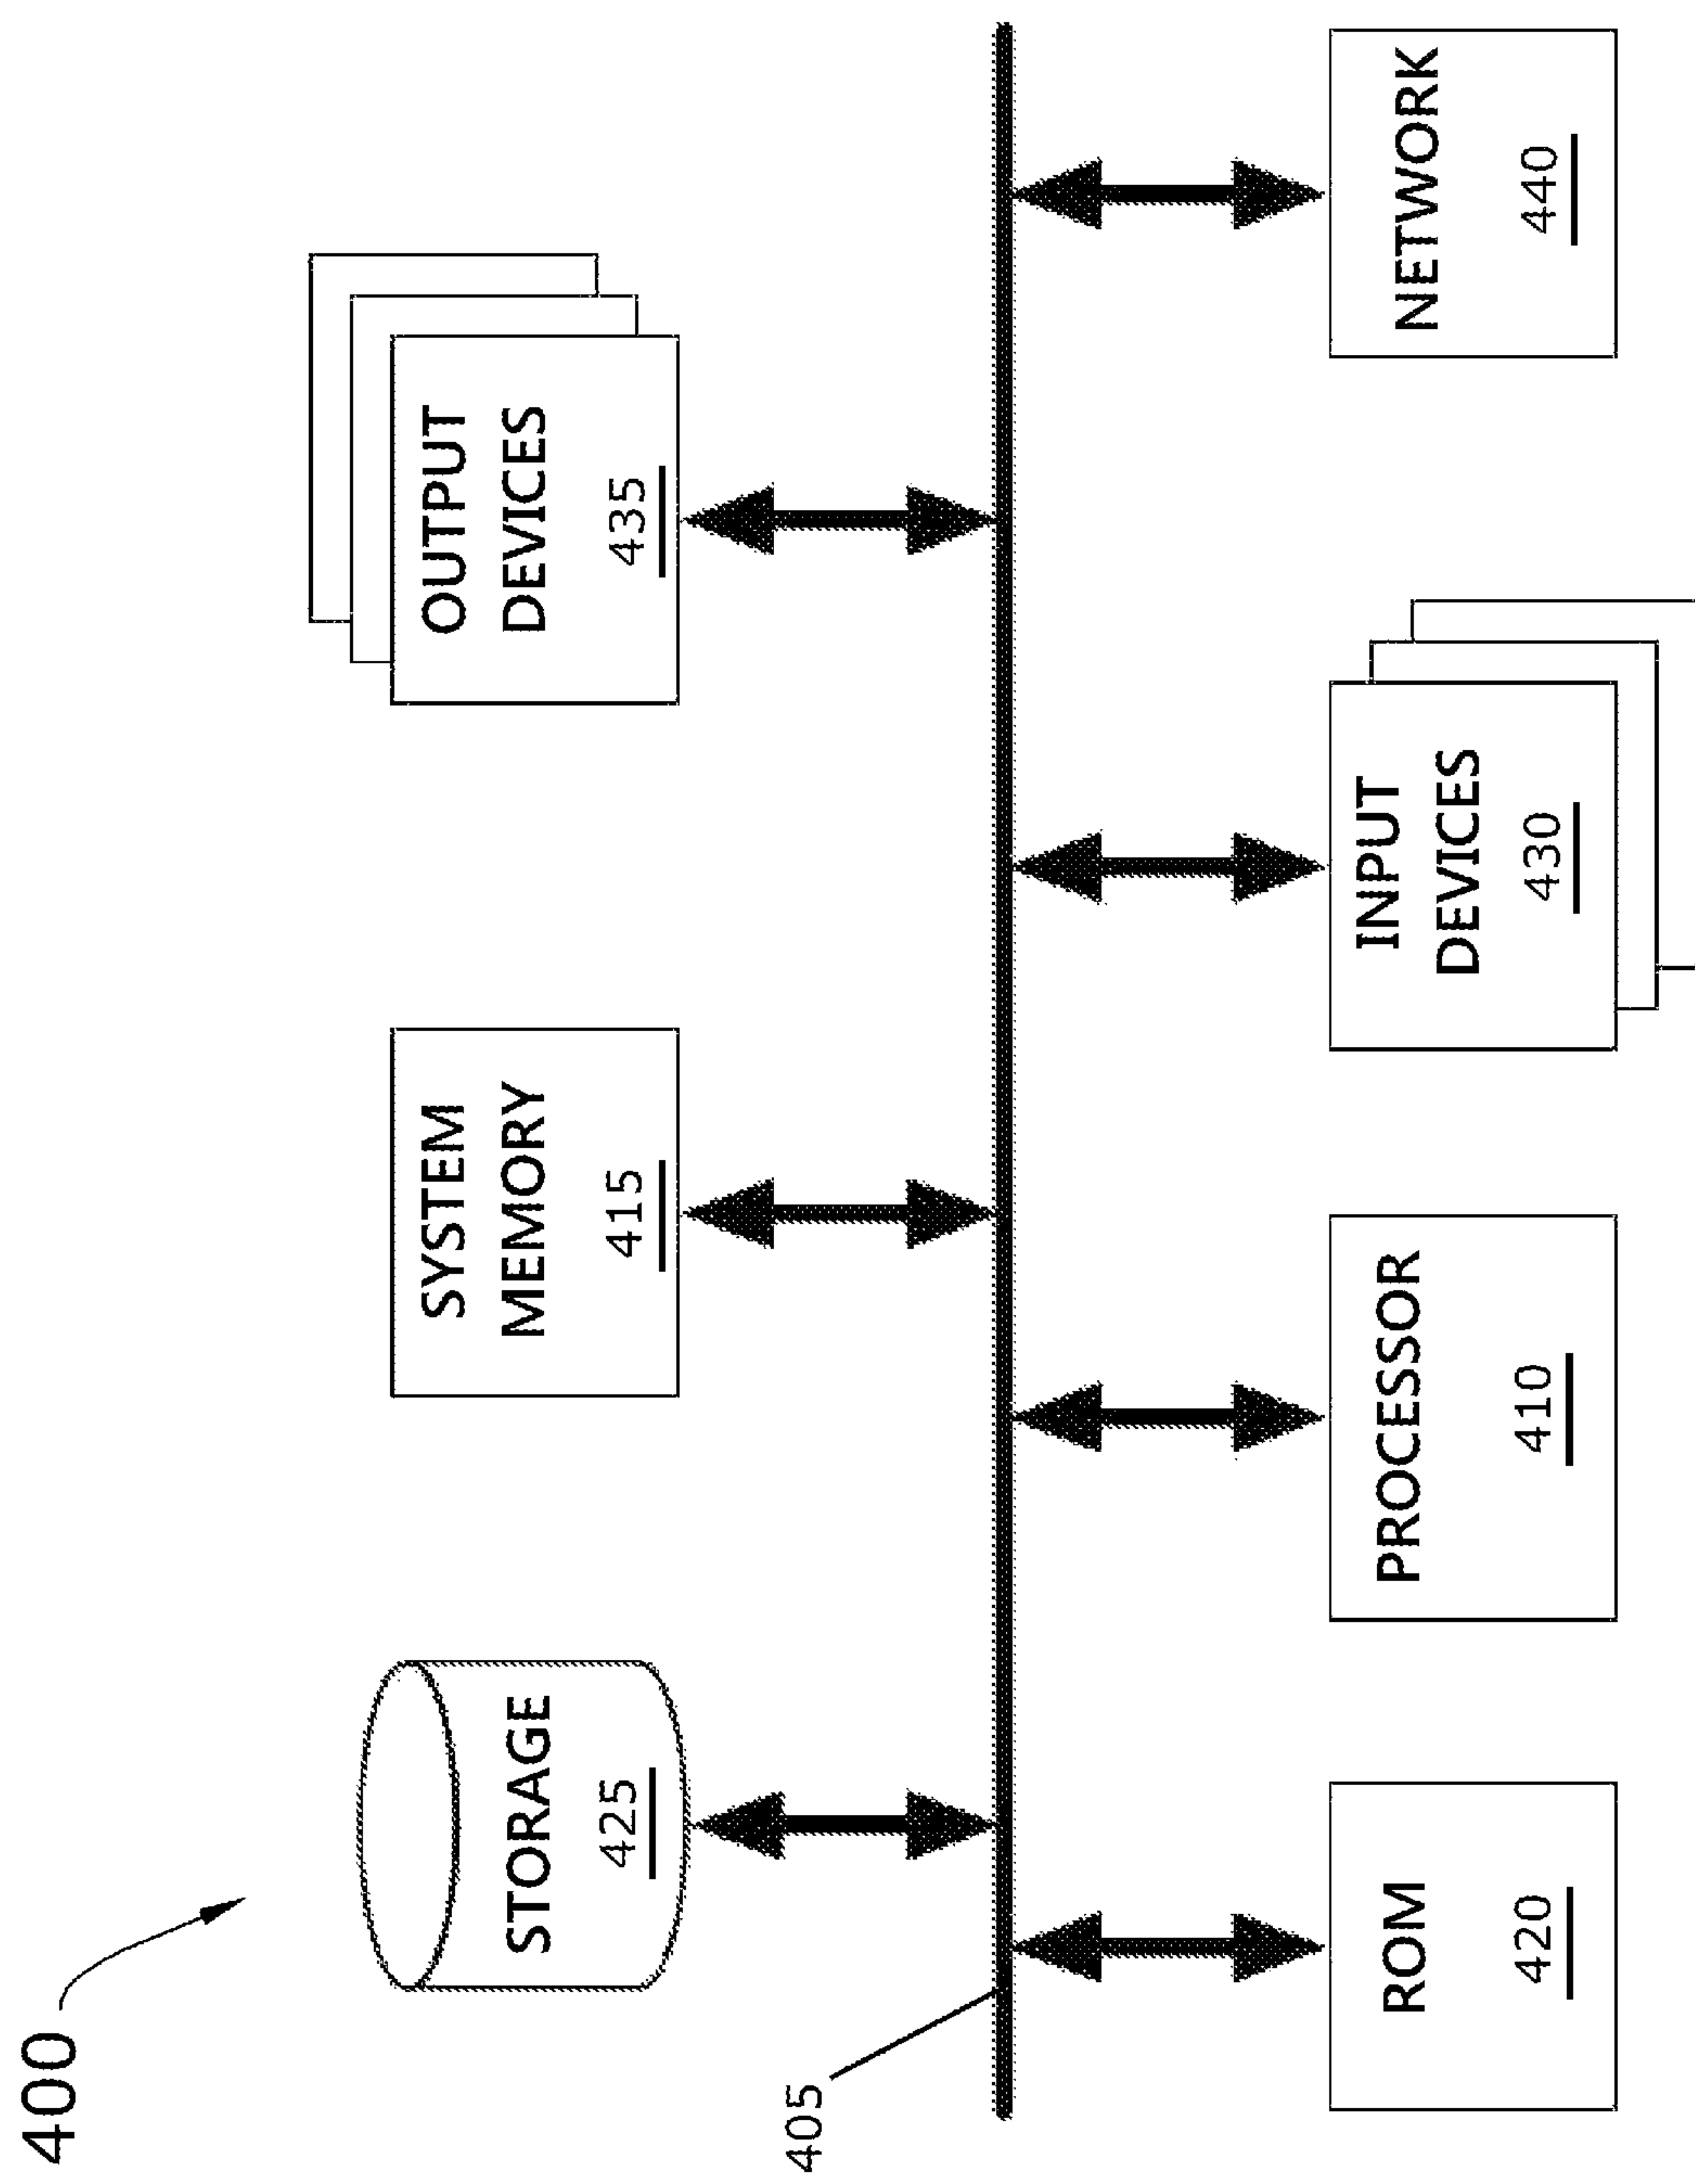 400
STORAGE
425
SYSTEM
MEMORY
415
OUTPUT
DEVICES
435
405
ROM
420
PROCESSOR
410
INPUT
DEVICES
430
NETWORK
440